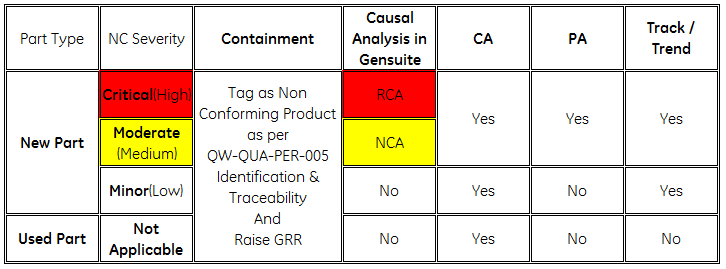 Part Type
NC Severity
Containment
Causal
Analysis in
Gensuite
CA
PA
Track /
Trend
New Part
Critical(High)
Tag as Non
Conforming Product
as per
QW-QUA-PER-005
Identification &
Traceability
And
Raise GRR
RCA
Yes
Yes
Yes
Moderate
(Medium)
NCA
Minor(Low)
No
Yes
No
Yes
Used Part
Not
Applicable
No
Yes
No
No